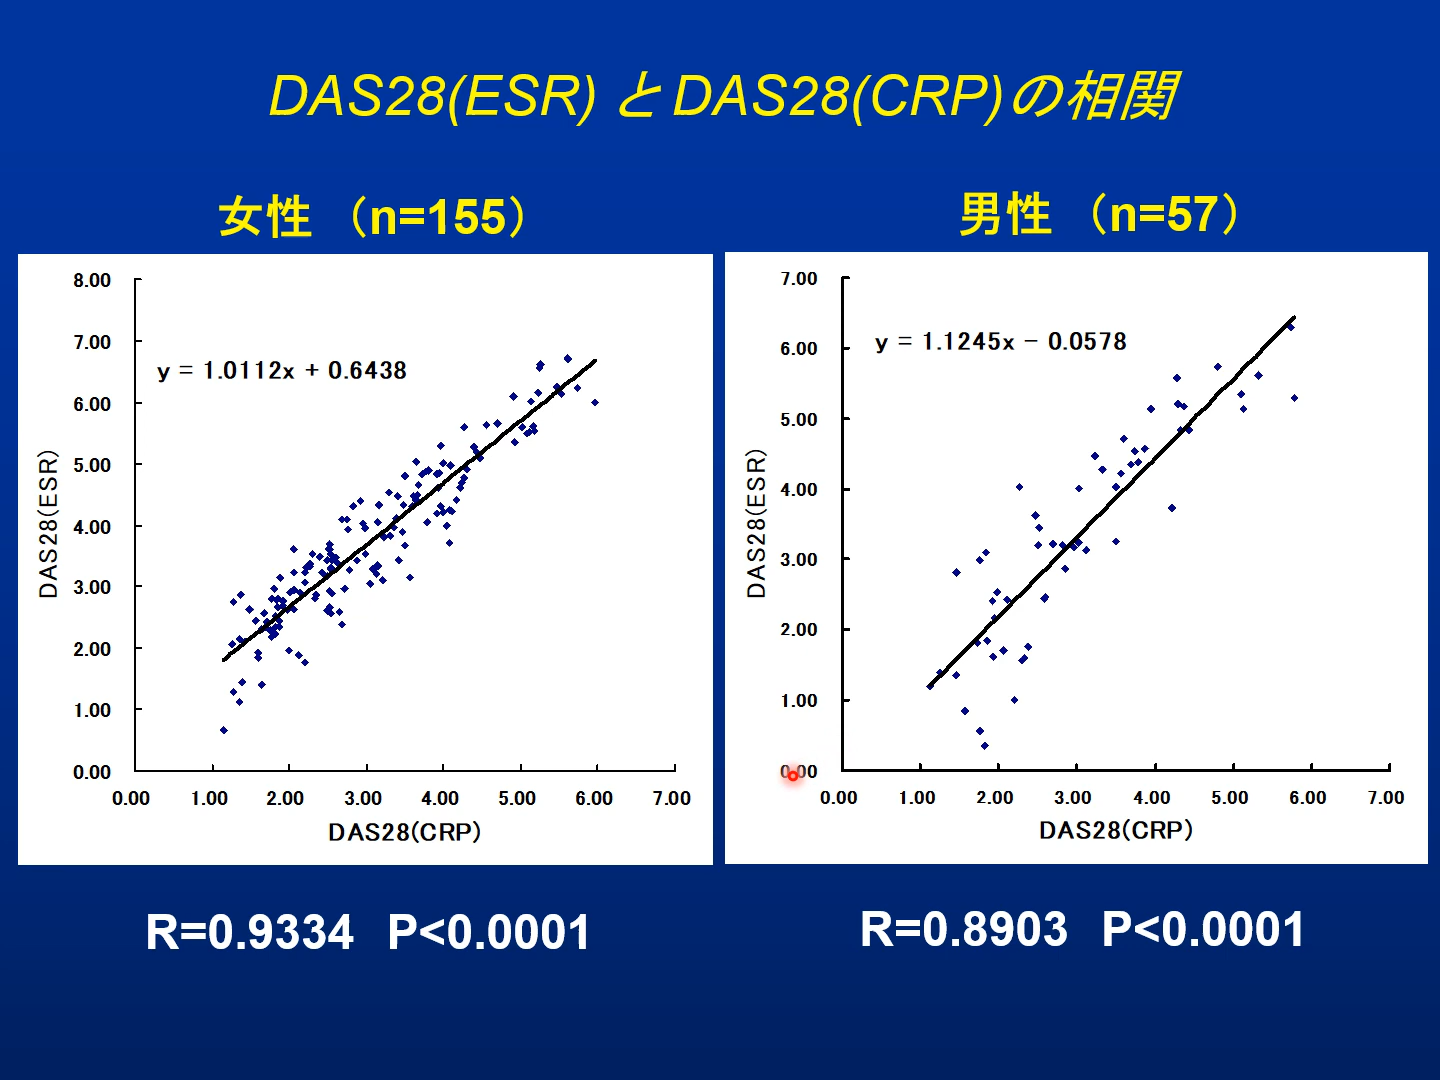 DAS28(ESR) とDAS28(CRP)の相関
女性 （n=155）
8.00
7.00
6.00
5.00
4.00
3.00
2.00
1.00
0.00
y = 1.0112x + 0.6438
DAS28(ESR)
0.00 1.00 2.00 3.00 4.00 5.00 6.00 7.00
DAS28(CRP)
R=0.9334 P<0.0001
男性 （n=57）
7.00
6.00
5.00
4.00
3.00
2.00
1.00
0.00
y = 1.1245x − 0.0578
DAS28(ESR)
0.00 1.00 2.00 3.00 4.00 5.00 6.00 7.00
DAS28(CRP)
R=0.8903 P<0.0001